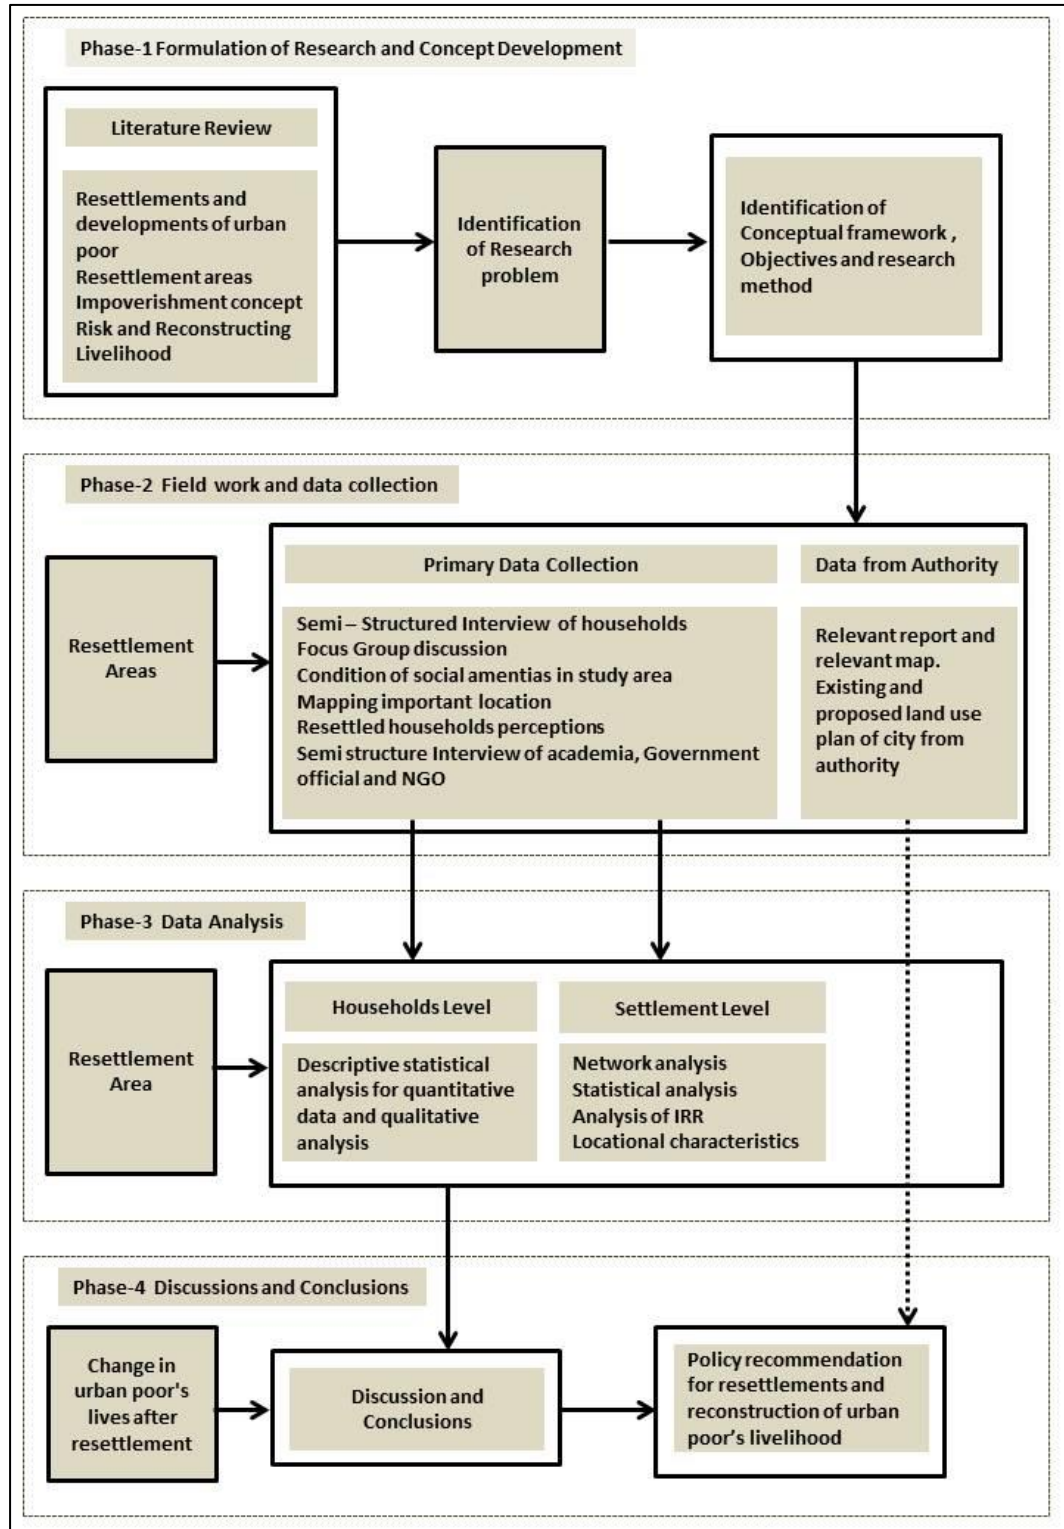 Phase-1 Formulation of Research and Concept Development
Literature Review
Resettlements and
developments of urban
poor
Resettlement areas
Impoverishment concept
Risk and Reconstructing
Livelihood
Identification
of Research
problem
Identification of
Conceptual framework ,
Objectives and research
method
Phase-2 Field work and data collection
Resettlement
Areas
Primary Data Collection
Semi – Structured Interview of households
Focus Group discussion
Condition of social amentias in study area
Mapping important location
Resettled households perceptions
Semi structure Interview of academia, Government
official and NGO
Data from Authority
Relevant report and
relevant map.
Existing and
proposed land use
plan of city from
authority
Phase-3 Data Analysis
Resettlement
Area
Households Level
Descriptive statistical
analysis for quantitative
data and qualitative
analysis
Settlement Level
Network analysis
Statistical analysis
Analysis of IRR
Locational characteristics
Phase-4 Discussions and Conclusions
Change in
urban poor's
lives after
resettlement
Discussion and
Conclusions
Policy recommendation
for resettlements and
reconstruction of urban
poor’s livelihood